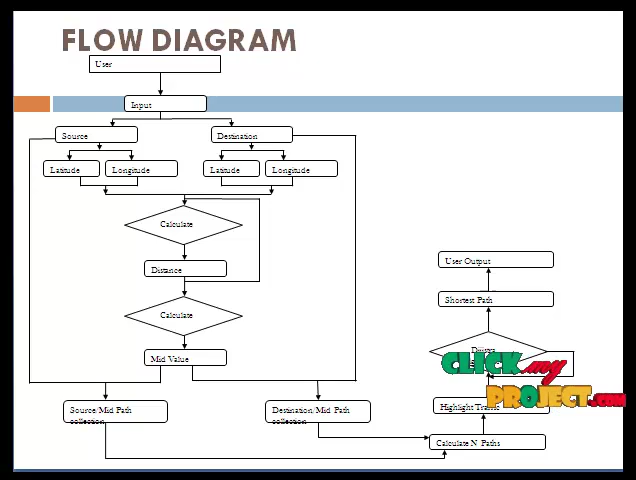 FLOW DIAGRAM
User
Input
Source
Destination
Latitude
Longitude
Latitude
Longitude
Calculate
Distance
Calculate
Mid Value
Source/Mid Path
collection
Destination/Mid Path
collection
User Output
Shortest Path
Highlight Traffic
Calculate N Paths
CLICK my
PROJECT.com